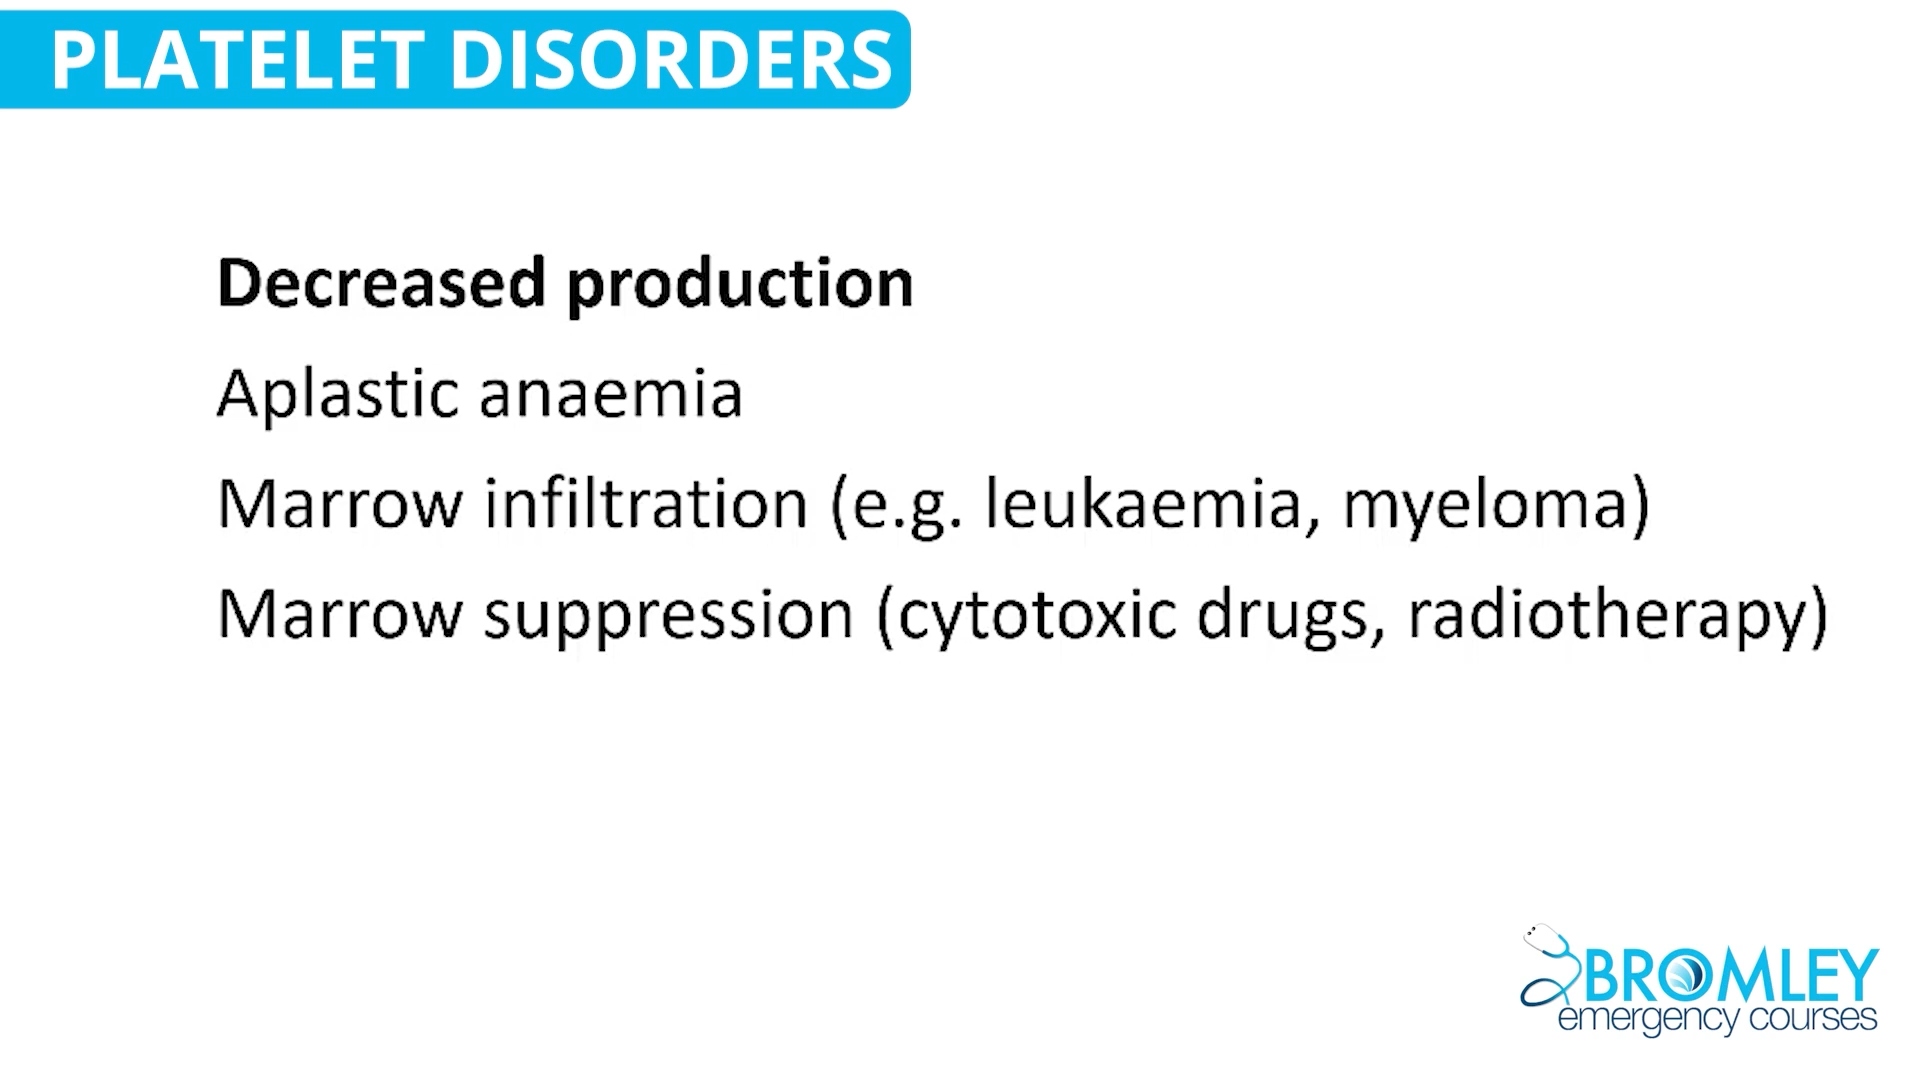 PLATELET DISORDERS
Decreased production
Aplastic anaemia
Marrow infiltration (e.g. leukaemia, myeloma)
Marrow suppression (cytotoxic drugs, radiotherapy)
BROMLEY
emergency courses